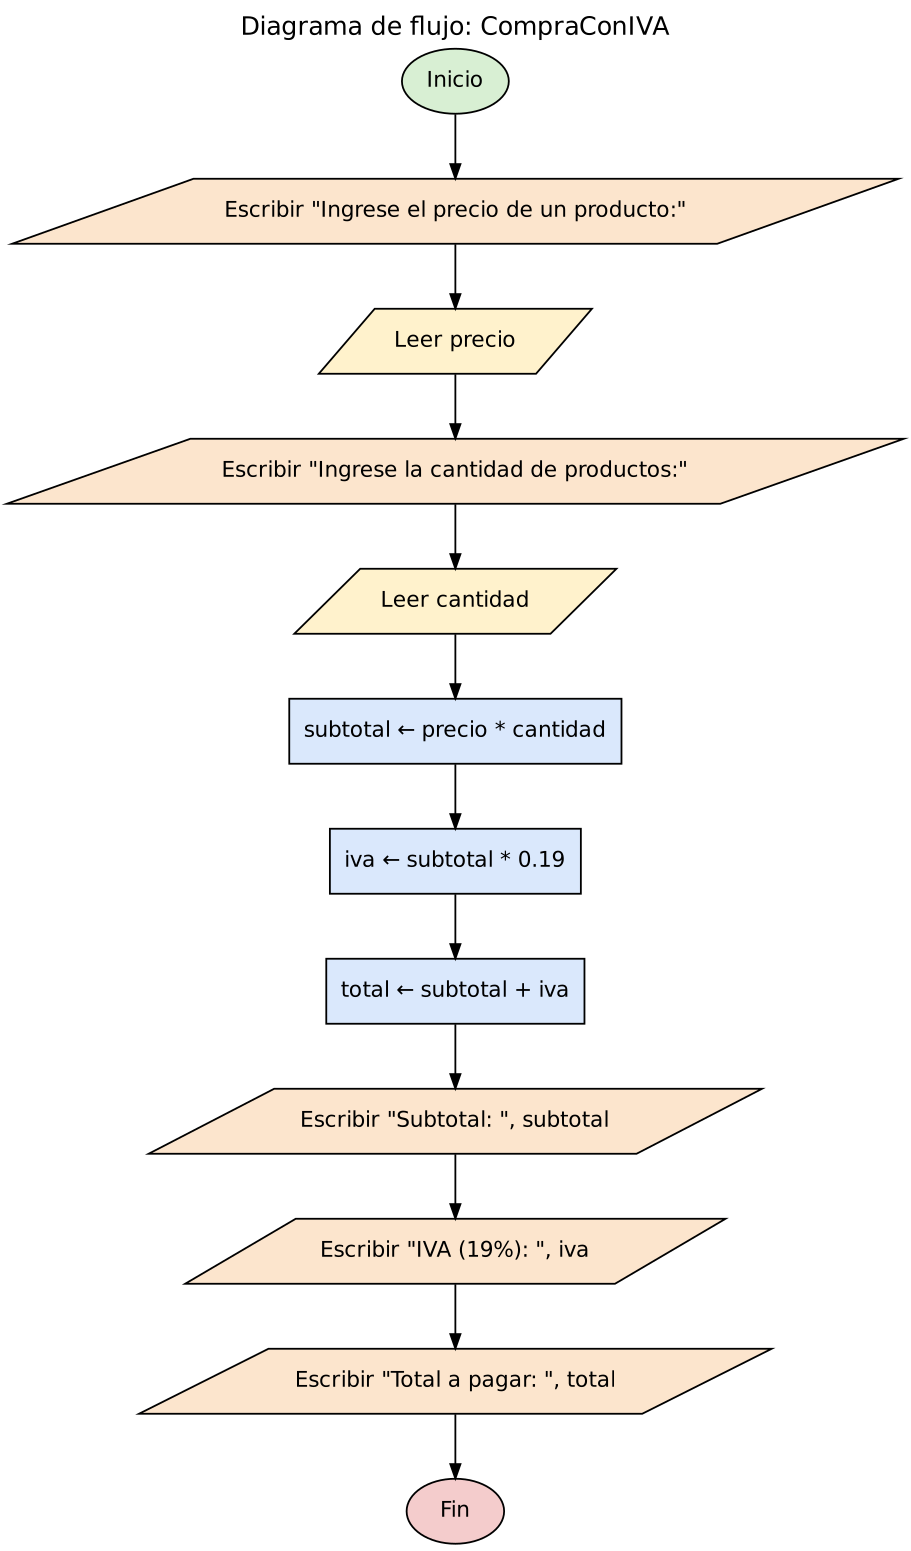 Diagrama de flujo: CompraConIVA
Inicio
Escribir "Ingrese el precio de un producto:"
Leer precio
Escribir "Ingrese la cantidad de productos:"
Leer cantidad
subtotal ← precio * cantidad
iva ← subtotal * 0.19
total ← subtotal + iva
Escribir "Subtotal: ", subtotal
Escribir "IVA (19%): ", iva
Escribir "Total a pagar: ", total
Fin